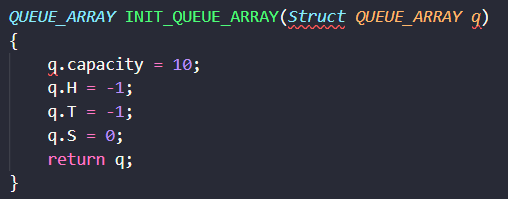 QUEUE_ARRAY INIT_QUEUE_ARRAY(Struct QUEUE_ARRAY q)
{
    q.capacity = 10;
    q.H = -1;
    q.T = -1;
    q.S = 0;
    return q;
}